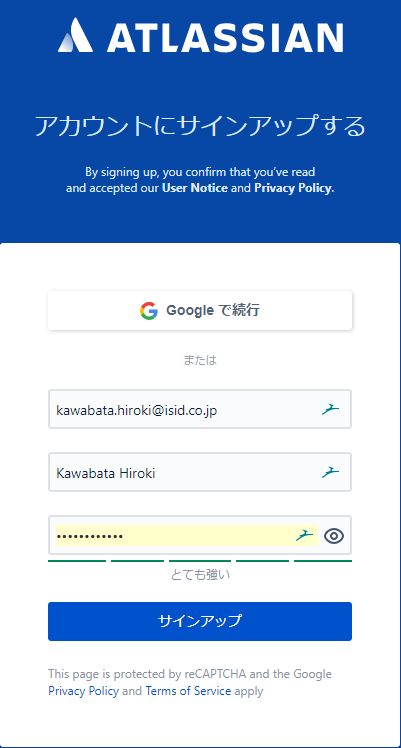 ATLASSIAN
アカウントにサインアップする
By signing up, you confirm that you've read
and accepted our User Notice and Privacy Policy.
Google で続行
または
kawabata.hiroki@isid.co.jp
Kawabata Hiroki
••••••••••••
とても強い
サインアップ
This page is protected by reCAPTCHA and the Google
Privacy Policy and Terms of Service apply